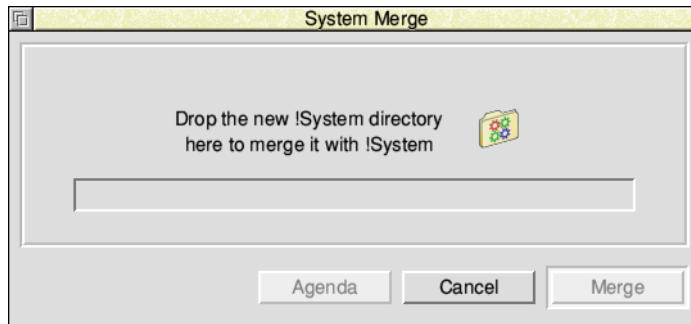 System Merge
Drop the new !System directory
here to merge it with !System
Agenda
Cancel
Merge